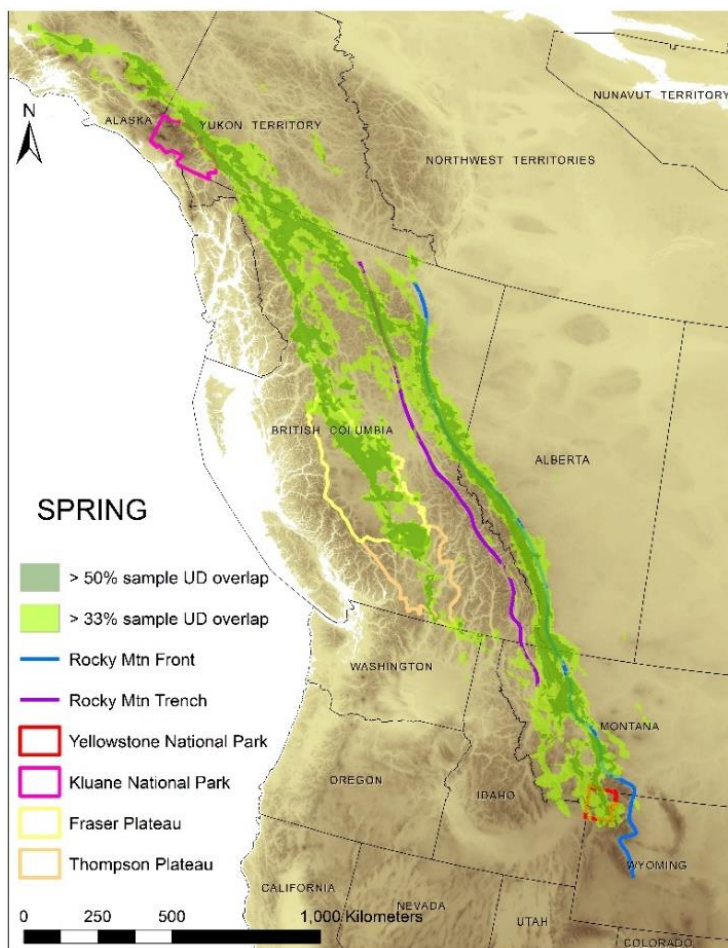 NUNAVUT TERRITORY
N
ALASKA
YUKON TERRITORY
NORTHWEST TERRITORIES
BRITISH COLUMBIA
ALBERTA
SPRING
> 50% sample UD overlap
> 33% sample UD overlap
Rocky Mtn Front
WASHINGTON
Rocky Mtn Trench
MONTANA
Yellowstone National Park
Kluane National Park
OREGON
IDAHO
Fraser Plateau
Thompson Plateau
WYOMING
CALIFORNIA
NEVADA
UTAH
COLORADO
0 250 500 1,000 Kilometers